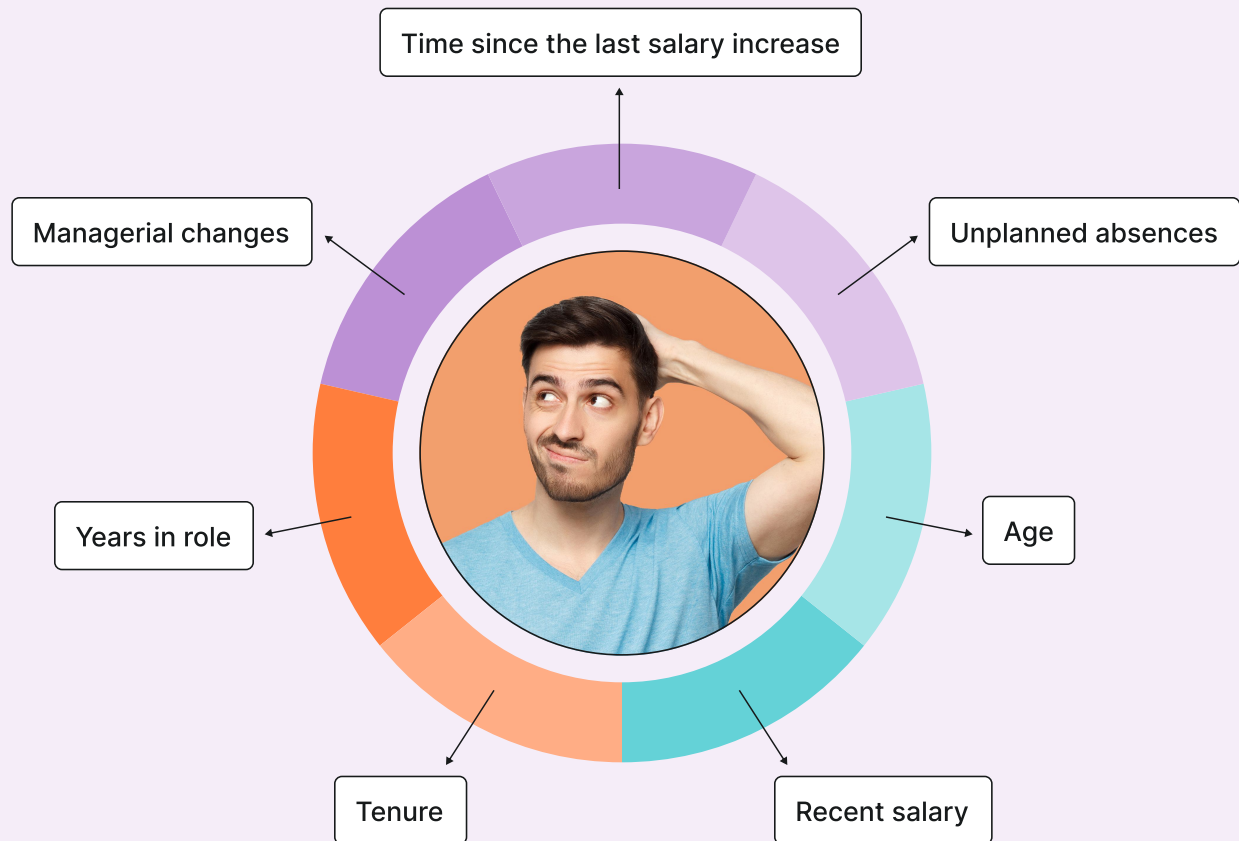 Time since the last salary increase
Managerial changes
Unplanned absences
Years in role
Age
Tenure
Recent salary